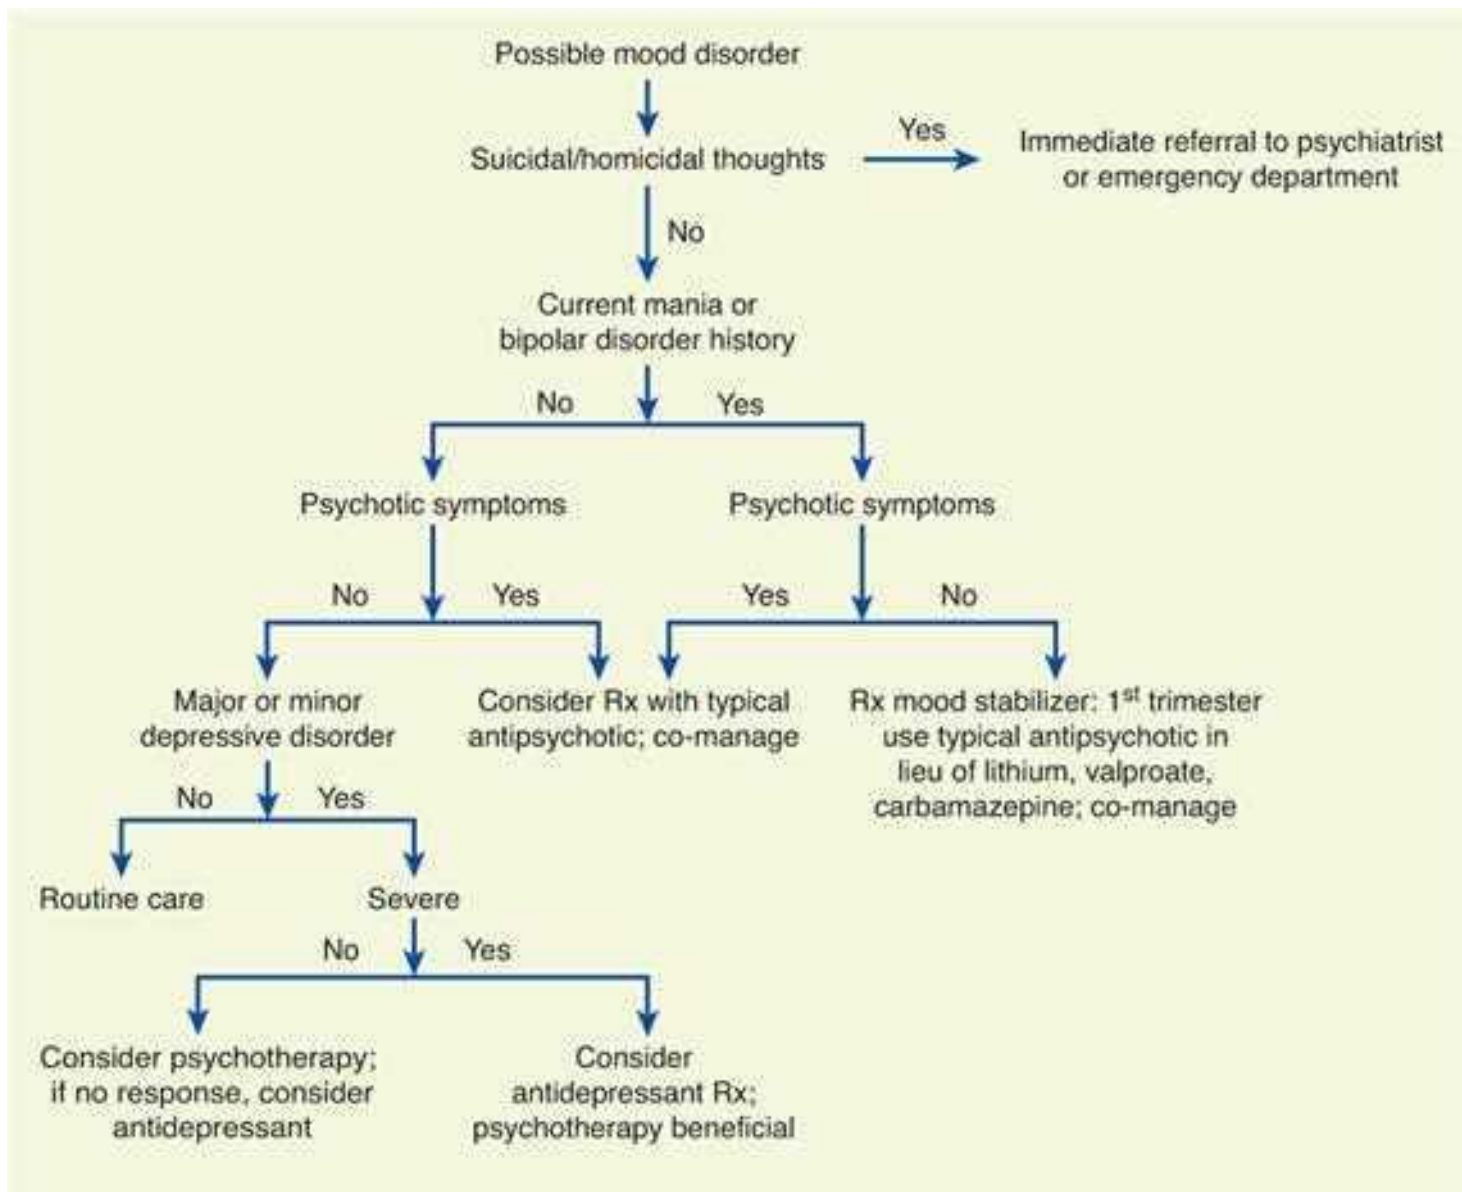 Possible mood disorder
Suicidal/homicidal thoughts
Yes
Immediate referral to psychiatrist
or emergency department
No
Current mania or
bipolar disorder history
No
Yes
Psychotic symptoms
Psychotic symptoms
No
Yes
Yes
No
Major or minor
depressive disorder
Consider Rx with typical
antipsychotic; co-manage
Rx mood stabilizer: 1st trimester
use typical antipsychotic in
lieu of lithium, valproate,
carbamazepine; co-manage
No
Yes
Routine care
Severe
No
Yes
Consider psychotherapy;
if no response, consider
antidepressant
Consider
antidepressant Rx;
psychotherapy beneficial